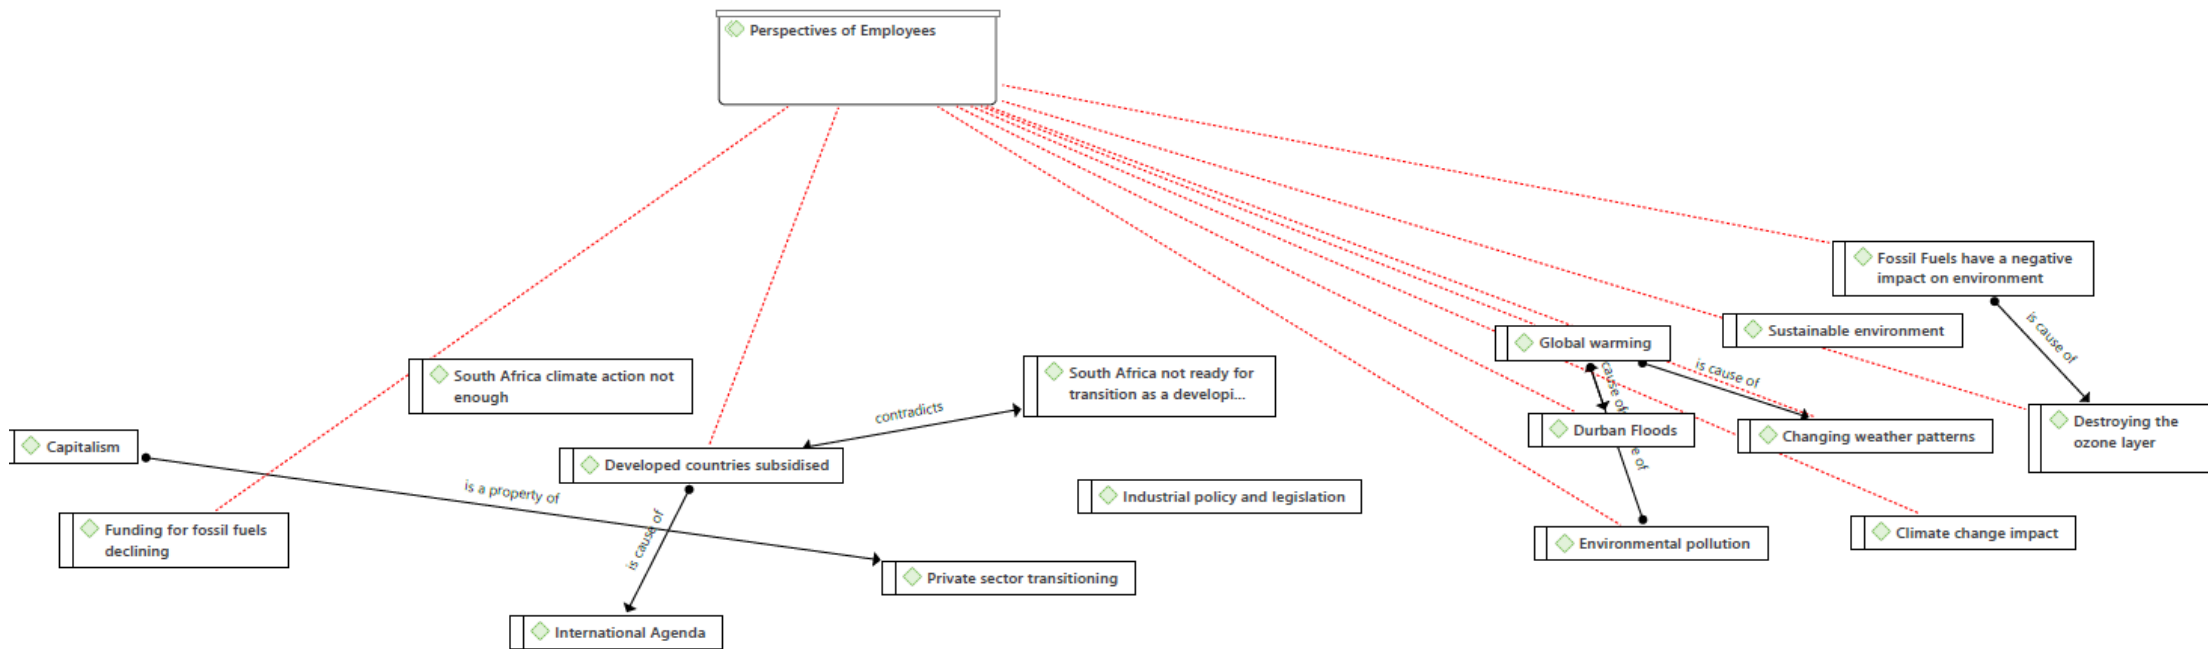 Perspectives of Employees
Fossil Fuels have a negative
impact on environment
is cause of
Sustainable environment
Global warming
is cause of
South Africa climate action not
enough
South Africa not ready for
transition as a developi...
contradicts
cause of
Durban Floods
Changing weather patterns
Destroying the
ozone layer
Capitalism
Developed countries subsidised
e of
is a property of
Industrial policy and legislation
Funding for fossil fuels
declining
is cause of
Environmental pollution
Climate change impact
Private sector transitioning
International Agenda